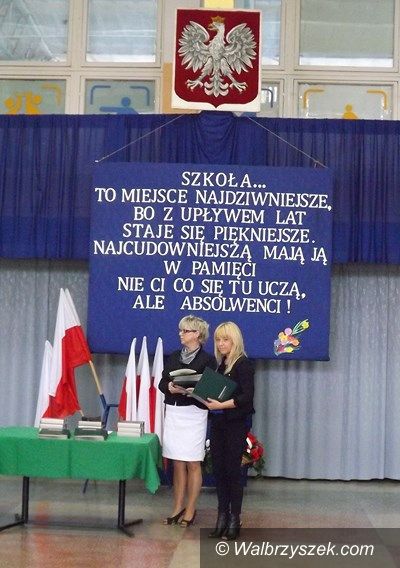 SZKOŁA...
TO MIEJSCE NAJDZIWNIEJSZE,
BO Z UPŁYWEM LAT
STAJE SIĘ PIĘKNIEJSZE.
NAJCUDOWNIEJSZĄ MAJĄ JĄ
W PAMIĘCI
NIE CI CO SIĘ TU UCZĄ,
ALE ABSOLWENCI!
© Walbrzyszek.com